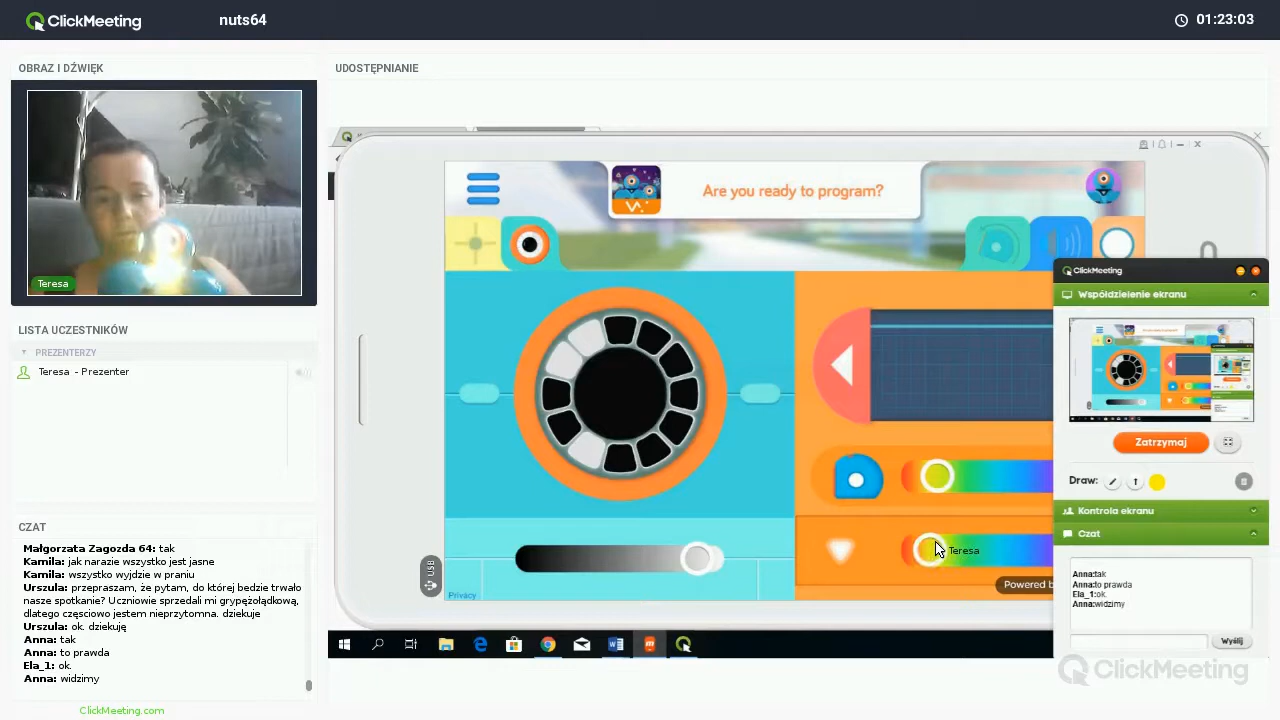 ClickMeeting
nuts64
01:23:03
OBRAZ I DŹWIĘK
UDOSTĘPNIANIE
Teresa
LISTA UCZESTNIKÓW
PREZENTERZY
Teresa - Prezenter
CZAT
Małgorzata Zagozda 64: tak
Kamila: jak narazie wszystko jest jasne
Kamila: wszystko wyjdzie w praniu
Urszula: przepraszam, że pytam, do której bedzie trwało
nasze spotkanie? Uczniowie sprzedali mi grypężołądkową,
dlatego częsciowo jestem nieprzytomna. dziekuje
Urszula: ok. dziękuję
Anna: tak
Anna: to prawda
Ela_1: ok.
Anna: widzimy
ClickMeeting.com
Are you ready to program?
Teresa
USB
Privacy
Powered b
ClickMeeting
Współdzielenie ekranu
Zatrzymaj
Draw:
Kontrola ekranu
Czat
Anna:tak
Anna:to prawda
Ela_1:ok.
Anna:widzimy
Wyślij
ClickMeeting